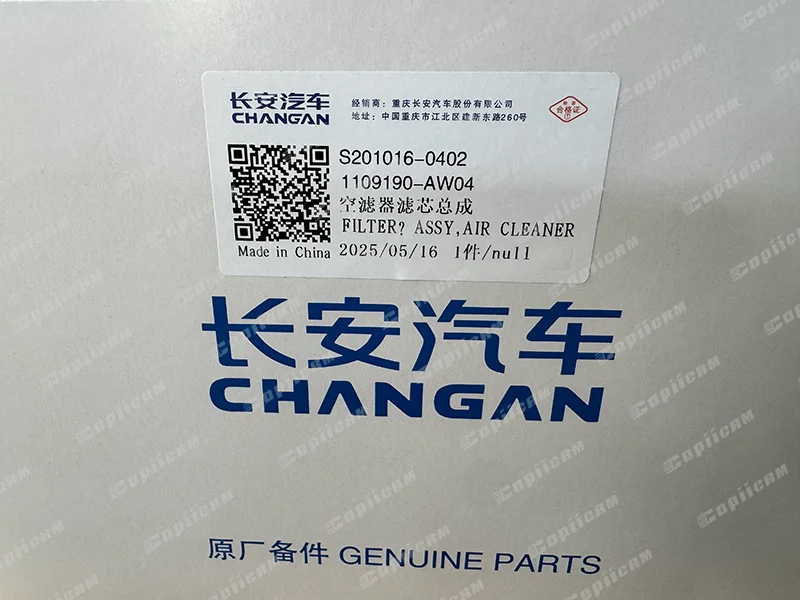 长安汽车
CHANGAN
经销商：重庆长安汽车股份有限公司
地址：中国重庆市江北区建新东路260号
合格证
S201016-0402
1109190-AW04
空滤器滤芯总成
FILTER? ASSY,AIR CLEANER
Made in China
2025/05/16 1件/null
长安汽车
CHANGAN
原厂备件 GENUINE PARTS
CopiiCAM